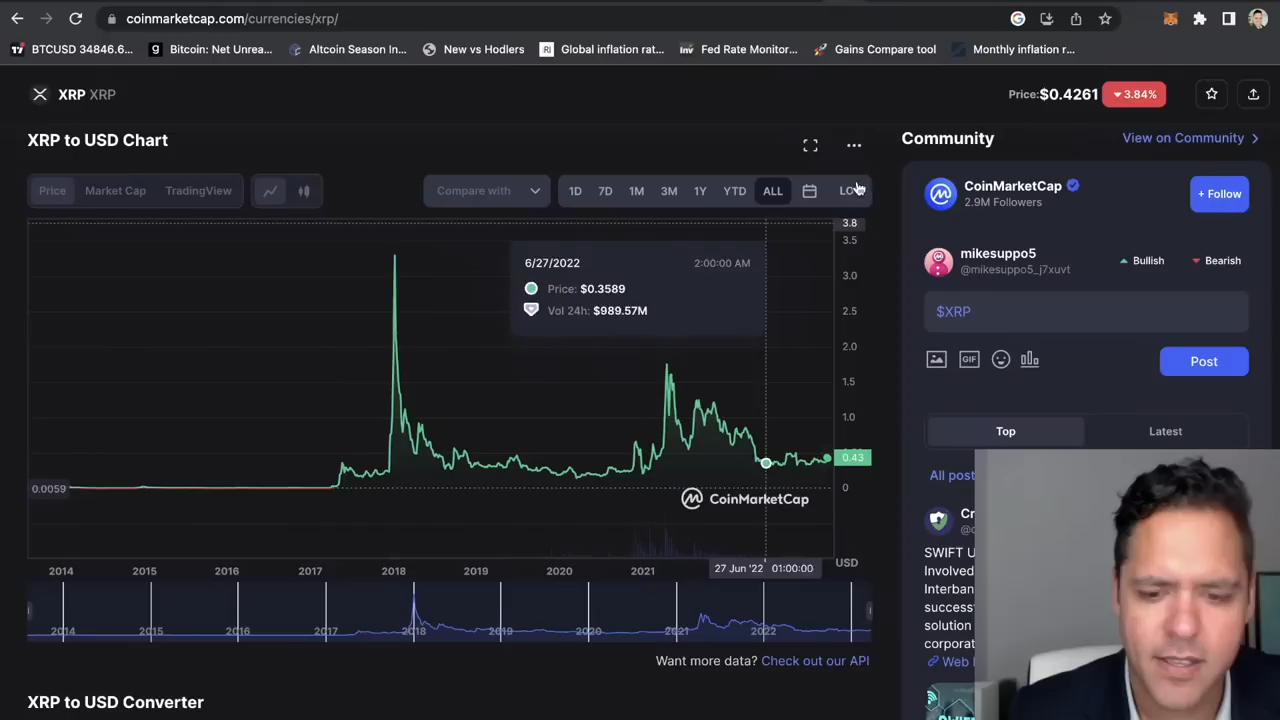 coinmarketcap.com/currencies/xrp/
BTCUSD 34846.6... Bitcoin: Net Unrea... Altcoin Season In... New vs Hodlers Global inflation rat... Fed Rate Monitor... Gains Compare tool Monthly inflation r...
XRP XRP Price:$0.4261 3.84%
XRP to USD Chart
Price Market Cap TradingView Compare with 1D 7D 1M 3M 1Y YTD ALL
3.8
3.5
6/27/2022 2:00:00 AM
3.0
Price: $0.3589
Vol 24h: $989.57M
2.5
2.0
1.5
1.0
0.43
0.0059 0
CoinMarketCap
2014 2015 2016 2017 2018 2019 2020 2021 27 Jun '22 01:00:00 USD
2014 2015 2016 2017 2018 2019 2020 2021 2022
Want more data? Check out our API
XRP to USD Converter
Community View on Community
CoinMarketCap
2.9M Followers
+ Follow
mikesuppo5
@mikesuppo5_j7xuvt
Bullish Bearish
$XRP
GIF Post
Top Latest
All post
SWIFT
Involved
Interban
success
solution
corporat
Web